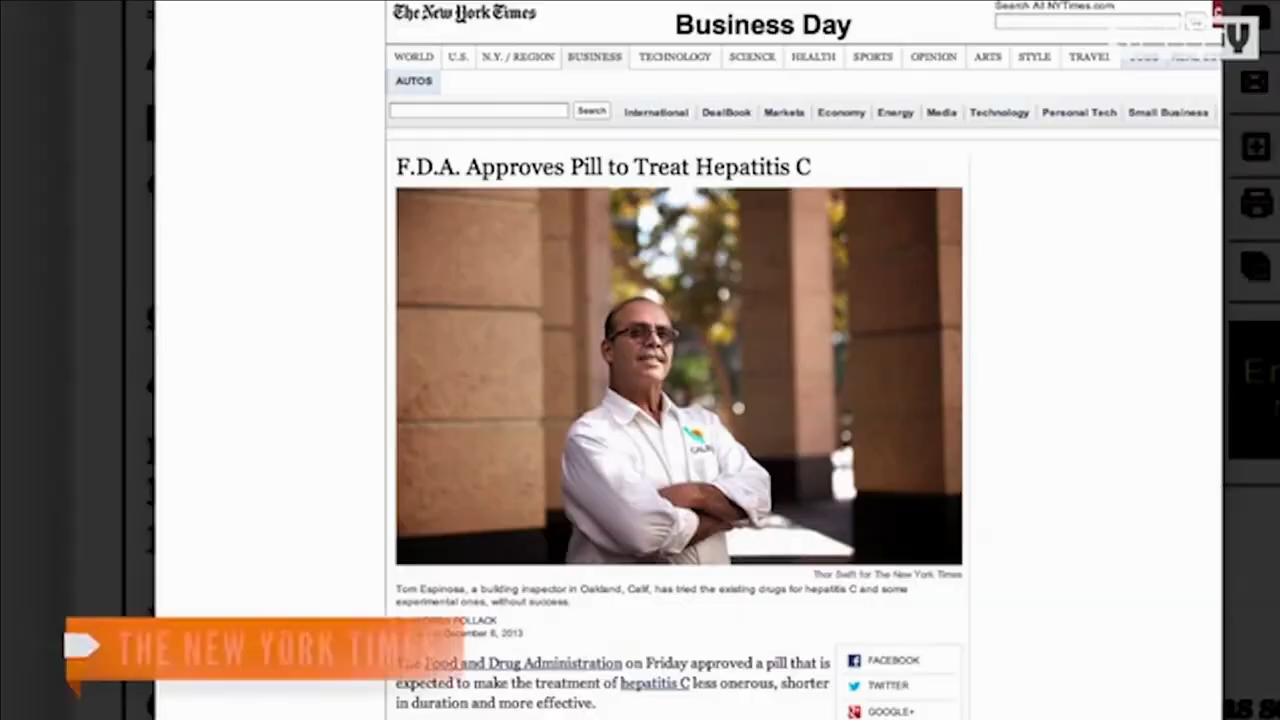 The New York Times
Business Day
Search All NYTimes.com
WORLD U.S. N.Y. / REGION BUSINESS TECHNOLOGY SCIENCE HEALTH SPORTS OPINION ARTS STYLE TRAVEL
AUTOS
Search International DealBook Markets Economy Energy Media Technology Personal Tech Small Business
F.D.A. Approves Pill to Treat Hepatitis C
Thor Swift for The New York Times
Tom Espinosa, a building inspector in Oakland, Calif, has tried the existing drugs for hepatitis C and some
experimental ones, without success.
POLLACK
December 6, 2013
THE NEW YORK TIMES
The Food and Drug Administration on Friday approved a pill that is
expected to make the treatment of hepatitis C less onerous, shorter
in duration and more effective.
FACEBOOK
TWITTER
GOOGLE+